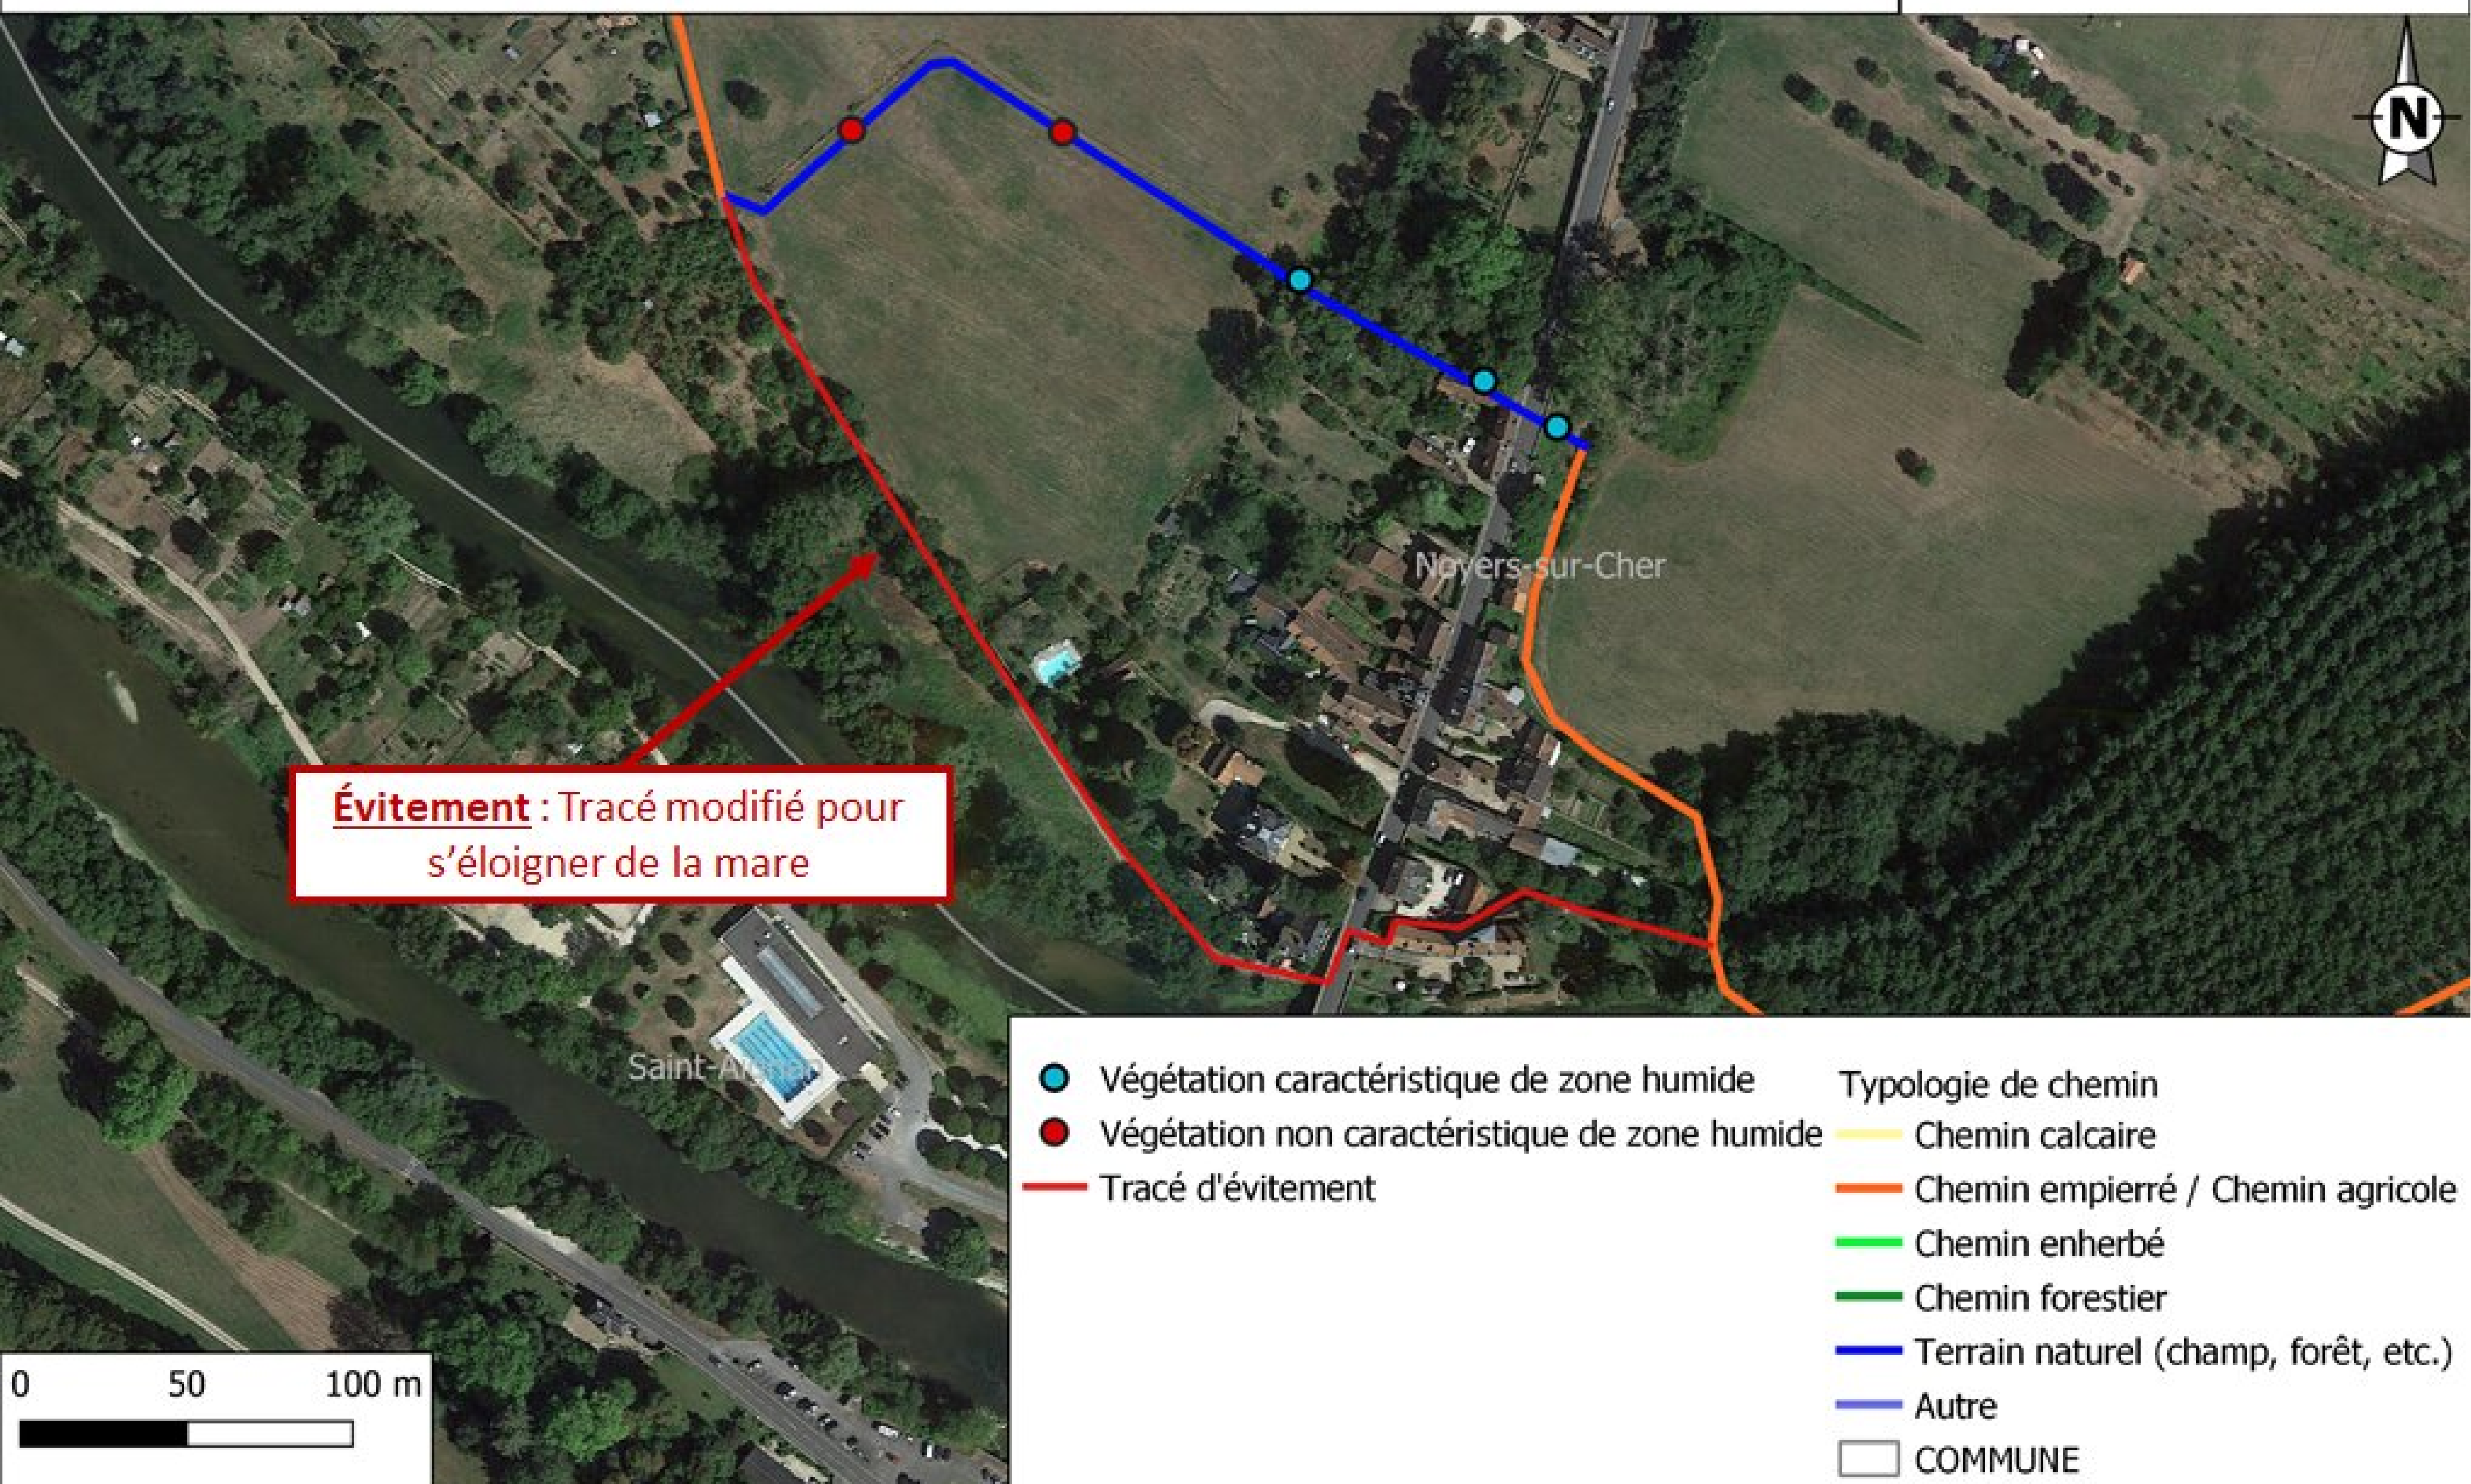 N
Noyers-sur-Cher
Évitement : Tracé modifié pour
s'éloigner de la mare
Saint-Aignan
Végétation caractéristique de zone humide
Végétation non caractéristique de zone humide
Tracé d'évitement
Typologie de chemin
Chemin calcaire
Chemin empierré / Chemin agricole
Chemin enherbé
Chemin forestier
Terrain naturel (champ, forêt, etc.)
Autre
COMMUNE
0 50 100 m